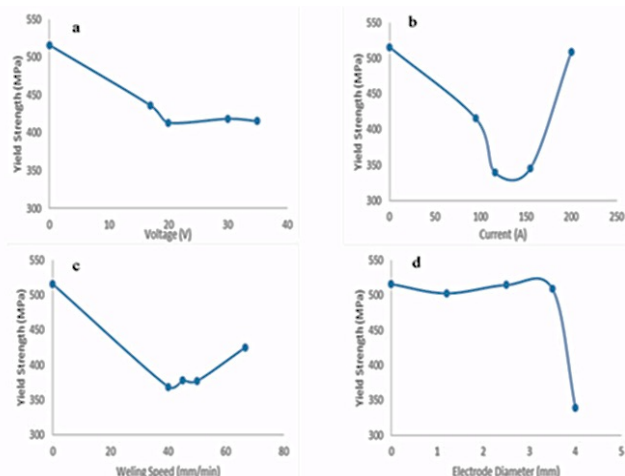 a
Yield Strength (MPa)
550
500
450
400
350
300
0 10 20 30 40
Voltage (V)
b
Yield Strength (MPa)
550
500
450
400
350
300
0 50 100 150 200 250
Current (A)
c
Yield Strength (MPa)
550
500
450
400
350
300
0 20 40 60 80
Weling Speed (mm/min)
d
Yield Strength (MPa)
550
500
450
400
350
300
0 1 2 3 4 5
Electrode Diameter (mm)